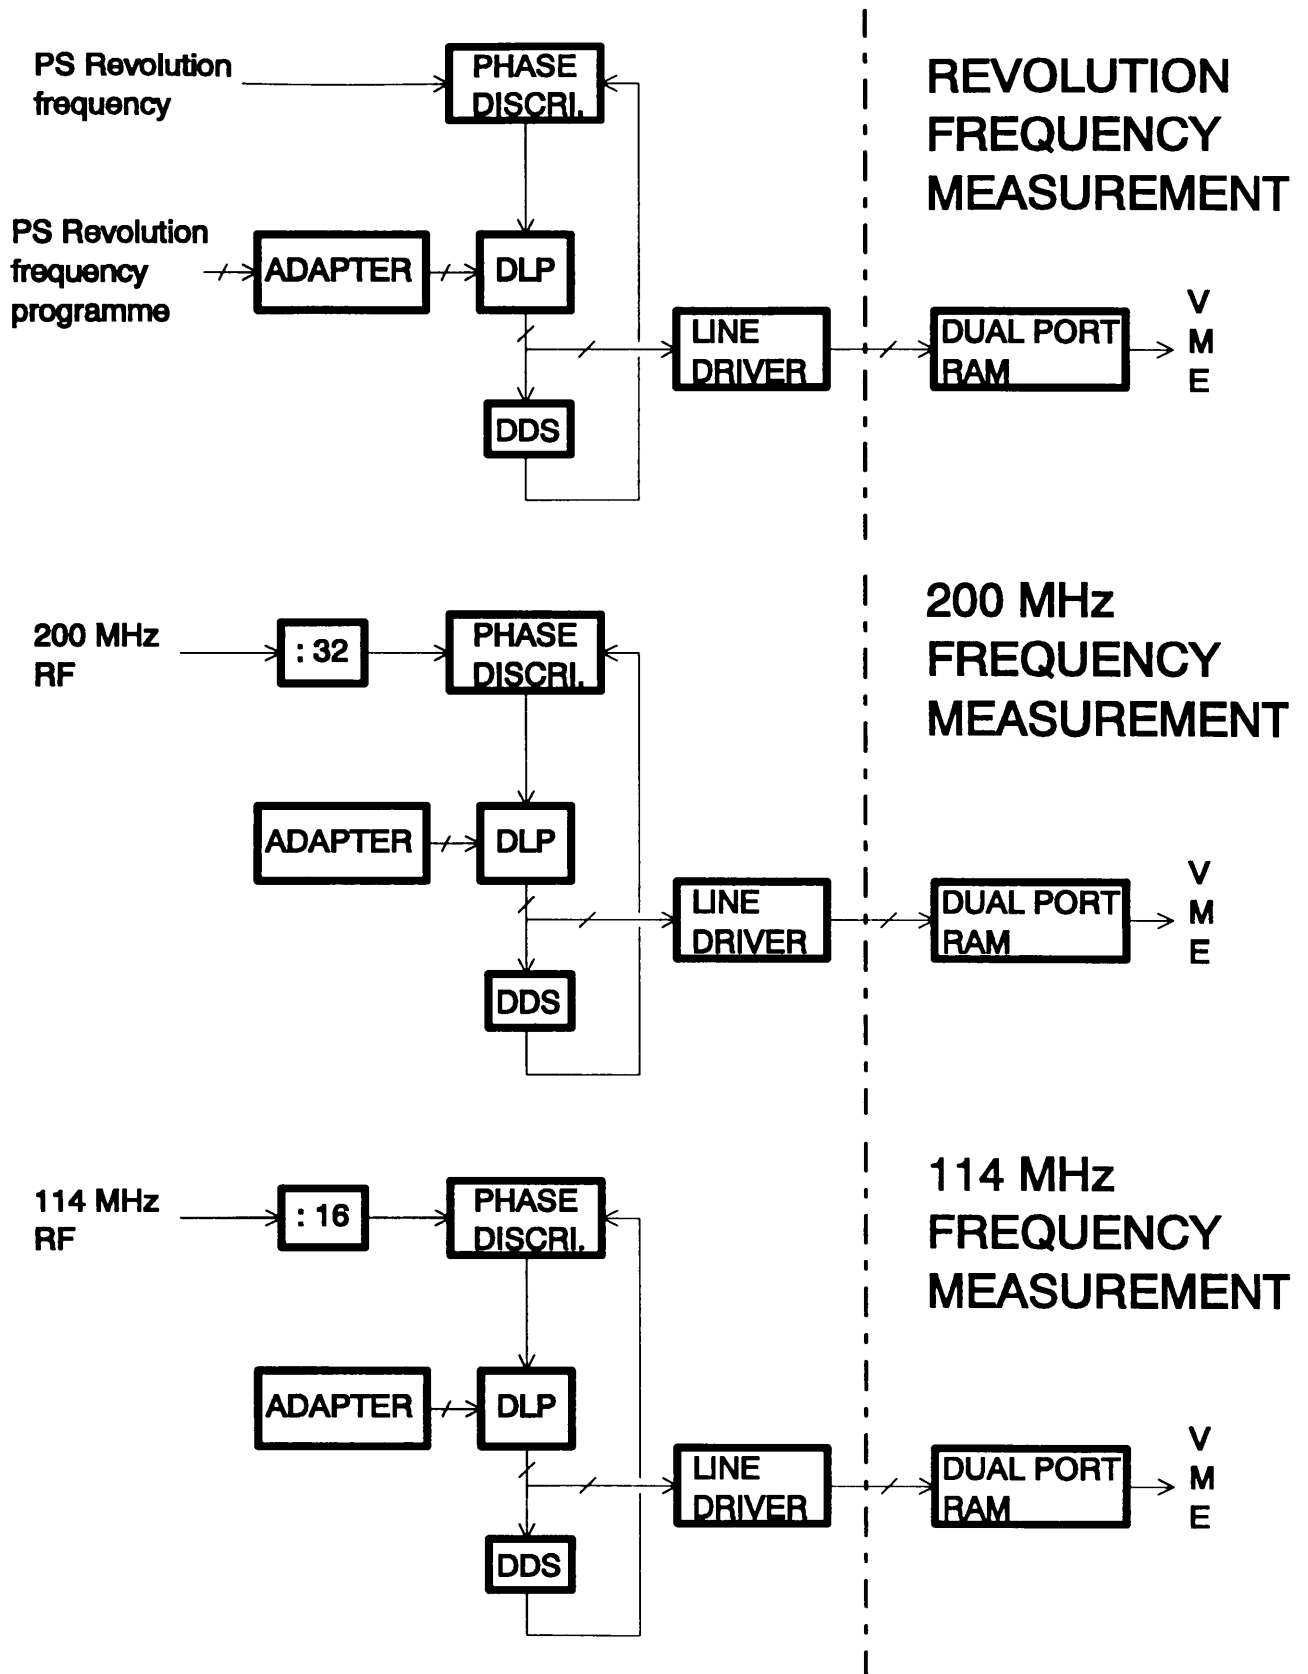 PS Revolution
frequency
PHASE
DISCRI.
REVOLUTION
FREQUENCY
MEASUREMENT
PS Revolution
frequency
programme
ADAPTER
DLP
LINE
DRIVER
DUAL PORT
RAM
V
M
E
DDS
200 MHz
RF
: 32
PHASE
DISCRI.
200 MHz
FREQUENCY
MEASUREMENT
ADAPTER
DLP
LINE
DRIVER
DUAL PORT
RAM
V
M
E
DDS
114 MHz
RF
: 16
PHASE
DISCRI.
114 MHz
FREQUENCY
MEASUREMENT
ADAPTER
DLP
LINE
DRIVER
DUAL PORT
RAM
V
M
E
DDS